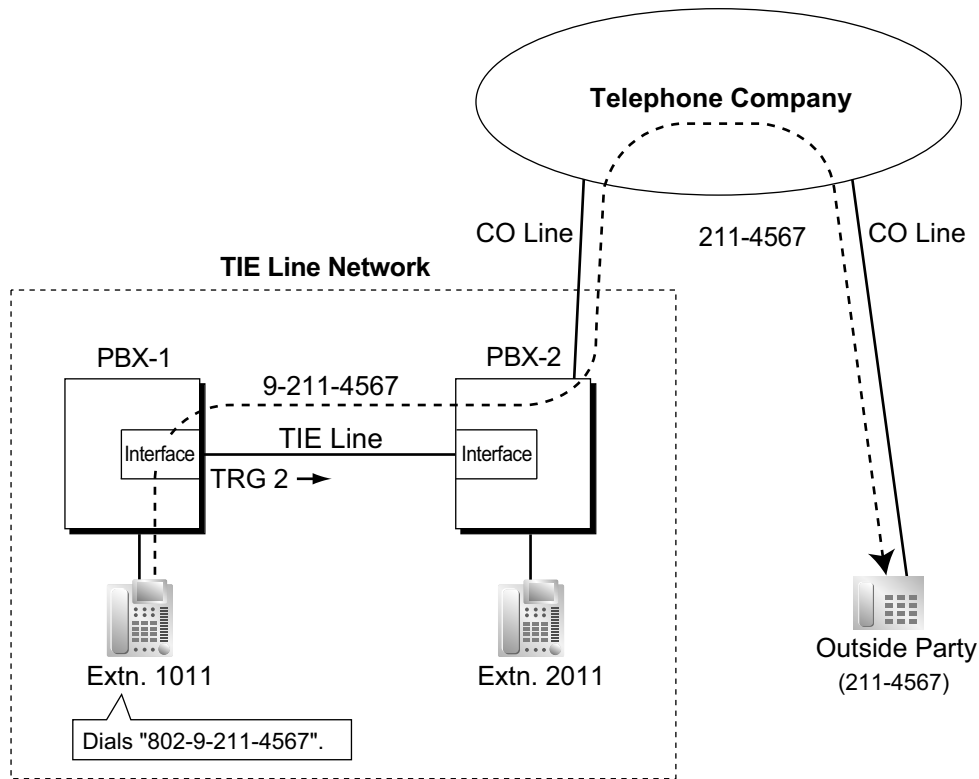 Telephone Company
CO Line
211-4567
CO Line
TIE Line Network
PBX-1
PBX-2
9-211-4567
Interface
TIE Line
Interface
TRG 2
Extn. 1011
Extn. 2011
Outside Party
(211-4567)
Dials "802-9-211-4567".